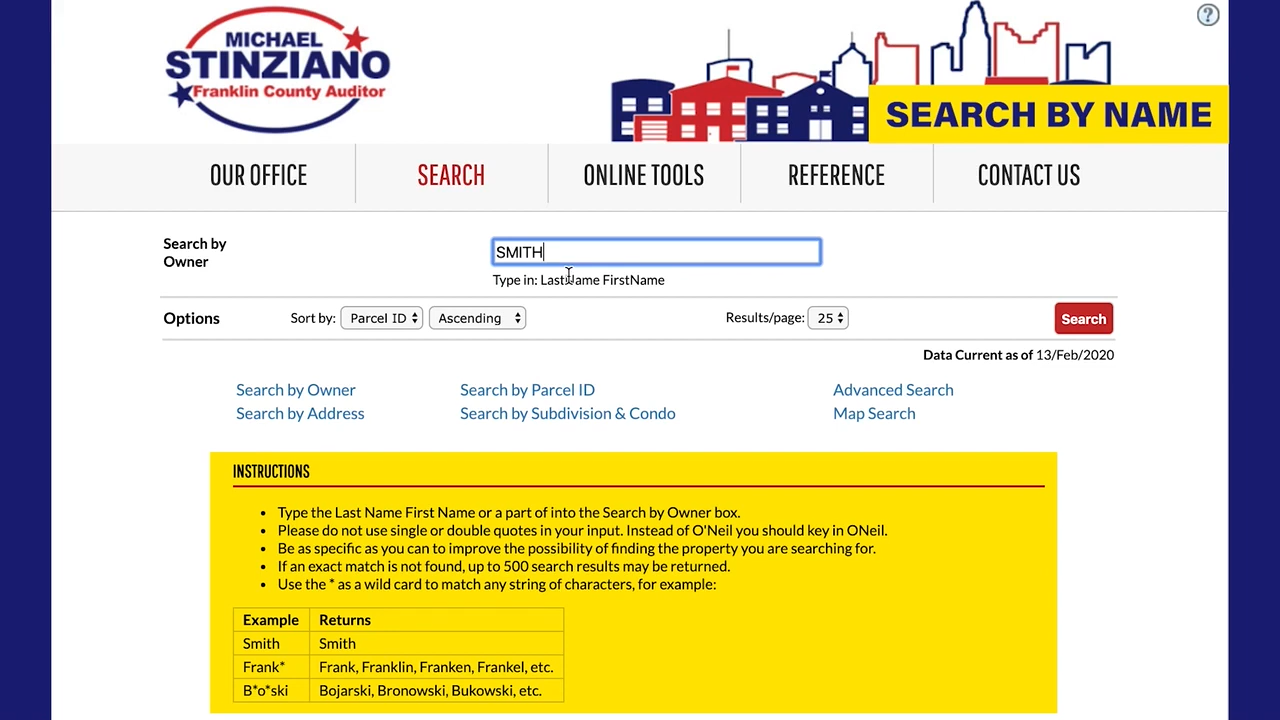 MICHAEL
STINZIANO
Franklin County Auditor
?
SEARCH BY NAME
OUR OFFICE SEARCH ONLINE TOOLS REFERENCE CONTACT US
Search by
Owner
SMITH
Type in: LastName FirstName
Options Sort by: Parcel ID Ascending Results/page: 25 Search
Data Current as of 13/Feb/2020
Search by Owner Search by Parcel ID Advanced Search
Search by Address Search by Subdivision & Condo Map Search
INSTRUCTIONS
• Type the Last Name First Name or a part of into the Search by Owner box.
• Please do not use single or double quotes in your input. Instead of O'Neil you should key in ONeil.
• Be as specific as you can to improve the possibility of finding the property you are searching for.
• If an exact match is not found, up to 500 search results may be returned.
• Use the * as a wild card to match any string of characters, for example:
Example Returns
Smith Smith
Frank* Frank, Franklin, Franken, Frankel, etc.
B*o*ski Bojarski, Bronowski, Bukowski, etc.